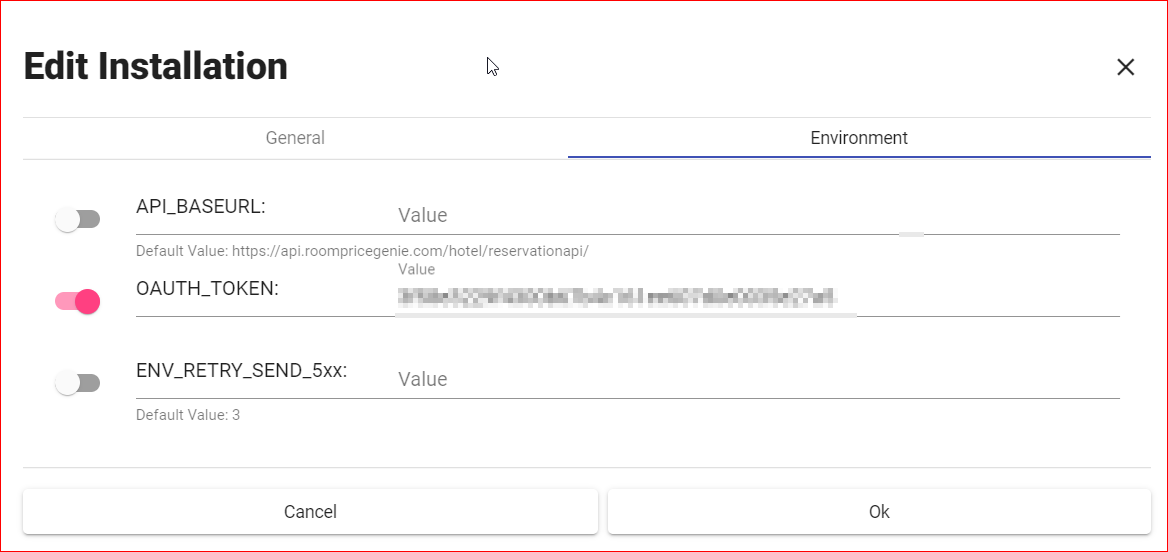 Edit Installation
General
Environment
API_BASEURL:
Value
Default Value: https://api.roompricegenie.com/hotel/reservationapi/
Value
OAUTH_TOKEN:
ENV_RETRY_SEND_5xx:
Value
Default Value: 3
Cancel
Ok